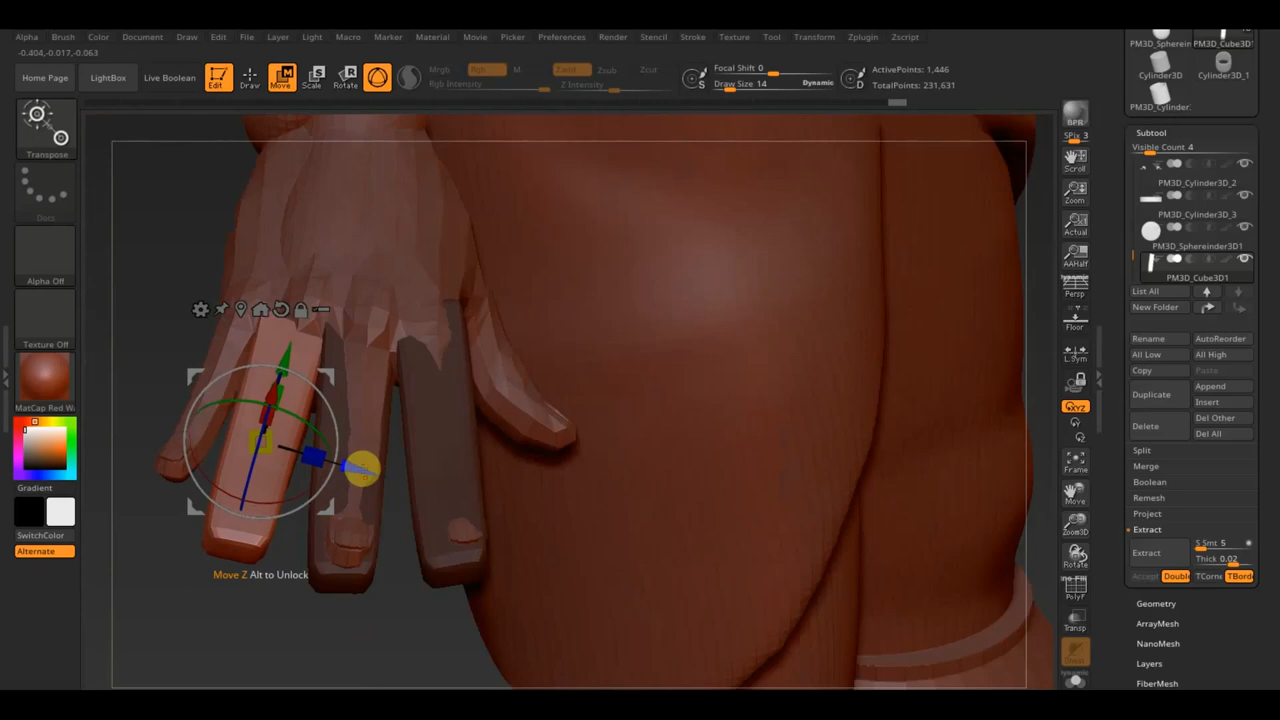 Alpha Brush Color Document Draw Edit File Layer Light Macro Marker Material Movie Picker Preferences Render Stencil Stroke Texture Tool Transform Zplugin Zscript
-0.404,-0.017,-0.063
Home Page LightBox Live Boolean Edit Draw Move Scale Rotate
Mrgb Rgb M Zadd Zsub Zcut
Rgb Intensity Z Intensity
Focal Shift 0
Draw Size 14 Dynamic
ActivePoints: 1,446
TotalPoints: 231,631
Transpose
Dots
Alpha Off
Texture Off
MatCap Red W
Gradient
SwitchColor
Alternate
Move Z Alt to Unlock
BPR
SPix 3
Scroll
Zoom
Actual
AAHalf
Dynamic
Persp
Floor
L.Sym
XYZ
Frame
Move
Zoom3D
Rotate
PolyF
Transp
Dynamic
PM3D_Spherein PM3D_Cube3D1
Cylinder3D Cylinder3D_1
PM3D_Cylinder
Subtool
Visible Count 4
PM3D_Cylinder3D_2
PM3D_Cylinder3D_3
PM3D_Sphereinder3D1
PM3D_Cube3D1
List All
New Folder
Rename AutoReorder
All Low All High
Copy Paste
Duplicate Append
Insert
Delete Del Other
Del All
Split
Merge
Boolean
Remesh
Project
Extract
Extract S Smt 5
Thick 0.02
Accept Double TCorne TBorde
Geometry
ArrayMesh
NanoMesh
Layers
FiberMesh